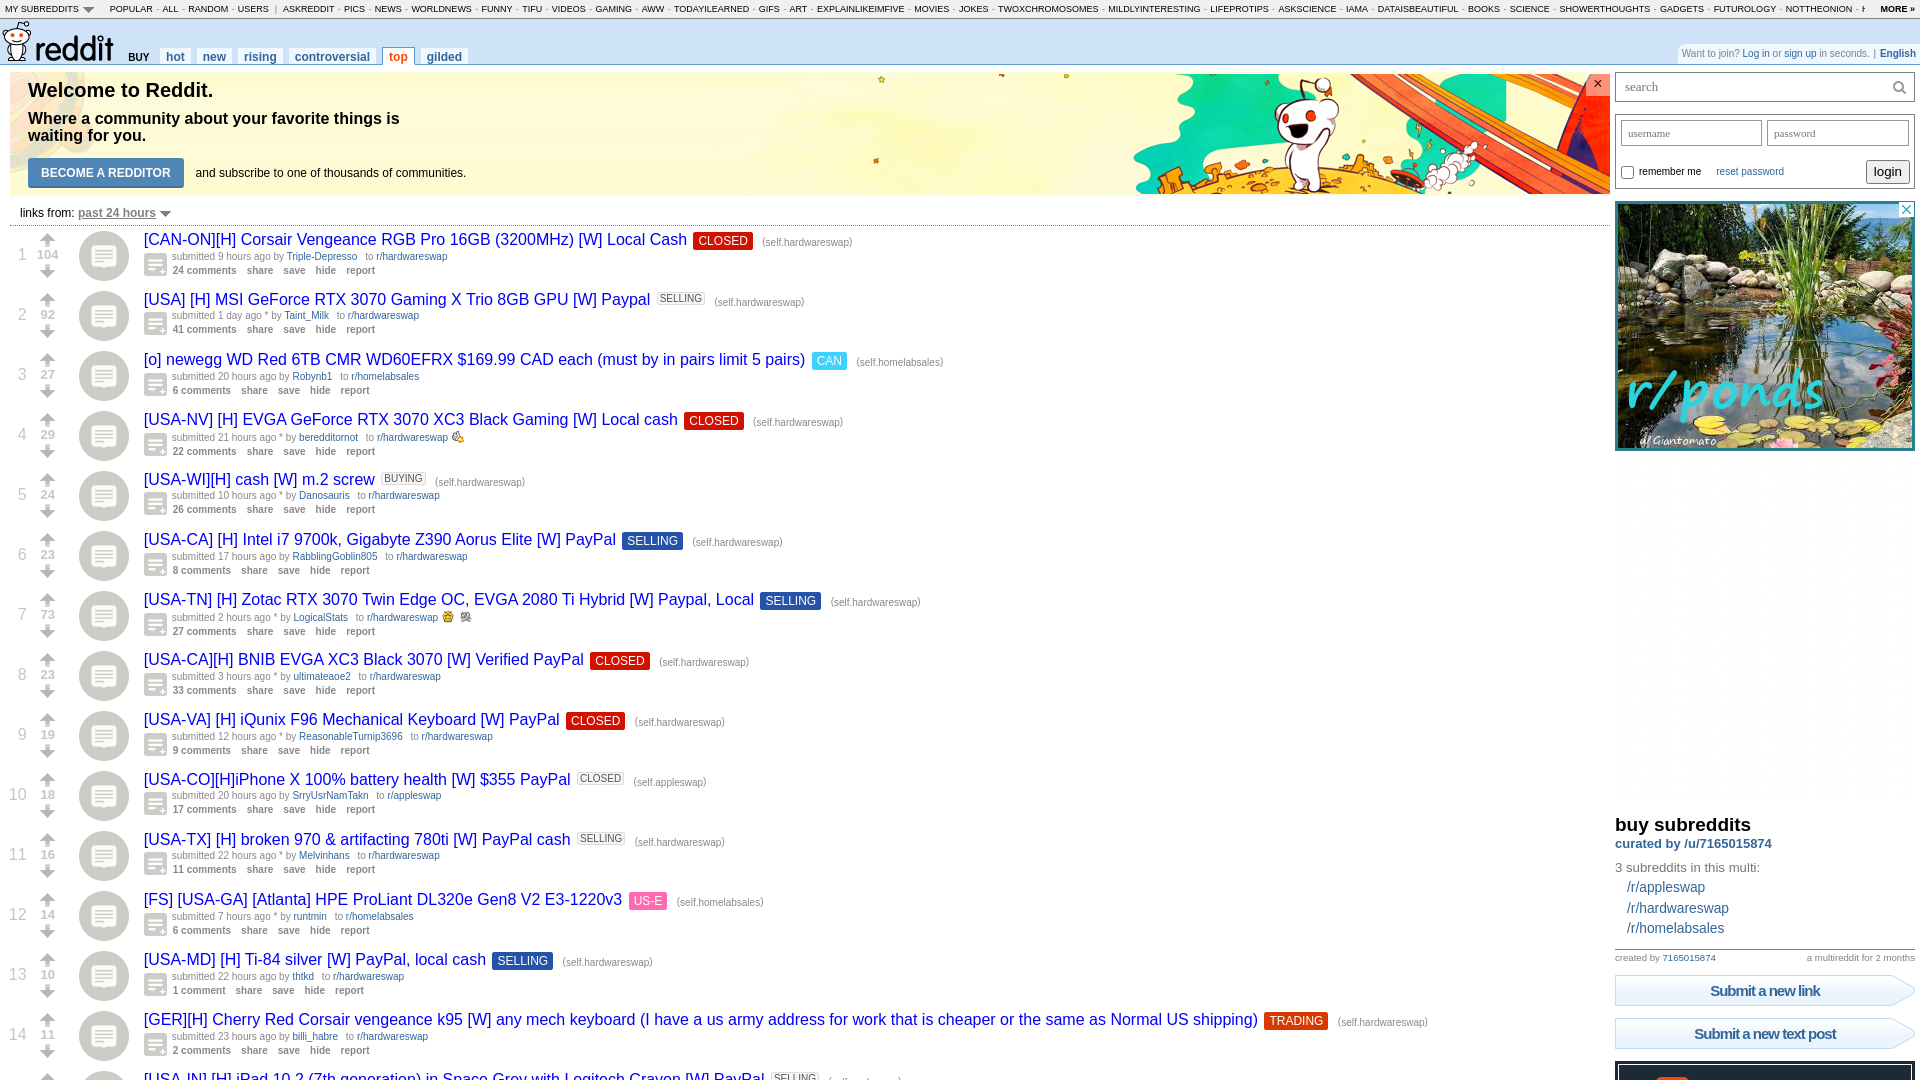 MY SUBREDDITS POPULAR - ALL - RANDOM - USERS | ASKREDDIT - PICS - NEWS - WORLDNEWS - FUNNY - TIFU - VIDEOS - GAMING - AWW - TODAYILEARNED - GIFS - ART - EXPLAINLIKEIMFIVE - MOVIES - JOKES - TWOXCHROMOSOMES - MILDLYINTERESTING - LIFEPROTIPS - ASKSCIENCE - IAMA - DATAISBEAUTIFUL - BOOKS - SCIENCE - SHOWERTHOUGHTS - GADGETS - FUTUROLOGY - NOTTHEONION - MORE »
reddit BUY hot new rising controversial top gilded
Want to join? Log in or sign up in seconds. | English
Welcome to Reddit.
Where a community about your favorite things is
waiting for you.
BECOME A REDDITOR and subscribe to one of thousands of communities.
×
links from: past 24 hours
1 104 [CAN-ON][H] Corsair Vengeance RGB Pro 16GB (3200MHz) [W] Local Cash CLOSED (self.hardwareswap)
submitted 9 hours ago by Triple-Depresso to r/hardwareswap
24 comments share save hide report
2 92 [USA] [H] MSI GeForce RTX 3070 Gaming X Trio 8GB GPU [W] Paypal SELLING (self.hardwareswap)
submitted 1 day ago * by Taint_Milk to r/hardwareswap
41 comments share save hide report
3 27 [o] newegg WD Red 6TB CMR WD60EFRX $169.99 CAD each (must by in pairs limit 5 pairs) CAN (self.homelabsales)
submitted 20 hours ago by Robynb1 to r/homelabsales
6 comments share save hide report
4 29 [USA-NV] [H] EVGA GeForce RTX 3070 XC3 Black Gaming [W] Local cash CLOSED (self.hardwareswap)
submitted 21 hours ago * by beredditornot to r/hardwareswap
22 comments share save hide report
5 24 [USA-WI][H] cash [W] m.2 screw BUYING (self.hardwareswap)
submitted 10 hours ago * by Danosauris to r/hardwareswap
26 comments share save hide report
6 23 [USA-CA] [H] Intel i7 9700k, Gigabyte Z390 Aorus Elite [W] PayPal SELLING (self.hardwareswap)
submitted 17 hours ago by RabblingGoblin805 to r/hardwareswap
8 comments share save hide report
7 73 [USA-TN] [H] Zotac RTX 3070 Twin Edge OC, EVGA 2080 Ti Hybrid [W] Paypal, Local SELLING (self.hardwareswap)
submitted 2 hours ago * by LogicalStats to r/hardwareswap
27 comments share save hide report
8 23 [USA-CA][H] BNIB EVGA XC3 Black 3070 [W] Verified PayPal CLOSED (self.hardwareswap)
submitted 3 hours ago * by ultimateaoe2 to r/hardwareswap
33 comments share save hide report
9 19 [USA-VA] [H] iQunix F96 Mechanical Keyboard [W] PayPal CLOSED (self.hardwareswap)
submitted 12 hours ago * by ReasonableTurnip3696 to r/hardwareswap
9 comments share save hide report
10 18 [USA-CO][H]iPhone X 100% battery health [W] $355 PayPal CLOSED (self.appleswap)
submitted 20 hours ago by SrryUsrNamTakn to r/appleswap
17 comments share save hide report
11 16 [USA-TX] [H] broken 970 & artifacting 780ti [W] PayPal cash SELLING (self.hardwareswap)
submitted 22 hours ago * by Melvinhans to r/hardwareswap
11 comments share save hide report
12 14 [FS] [USA-GA] [Atlanta] HPE ProLiant DL320e Gen8 V2 E3-1220v3 US-E (self.homelabsales)
submitted 7 hours ago * by runtmin to r/homelabsales
6 comments share save hide report
13 10 [USA-MD] [H] Ti-84 silver [W] PayPal, local cash SELLING (self.hardwareswap)
submitted 22 hours ago by thtkd to r/hardwareswap
1 comment share save hide report
14 11 [GER][H] Cherry Red Corsair vengeance k95 [W] any mech keyboard (I have a us army address for work that is cheaper or the same as Normal US shipping) TRADING (self.hardwareswap)
submitted 23 hours ago by billi_habre to r/hardwareswap
2 comments share save hide report
[USA-IN] [H] iPad 10.2 (7th generation) in Space Grey with Logitech Crayon [W] PayPal SELLING
search
username password
remember me reset password login
r/ponds
u/Giantomato
buy subreddits
curated by /u/7165015874
3 subreddits in this multi:
/r/appleswap
/r/hardwareswap
/r/homelabsales
created by 7165015874 a multireddit for 2 months
Submit a new link
Submit a new text post